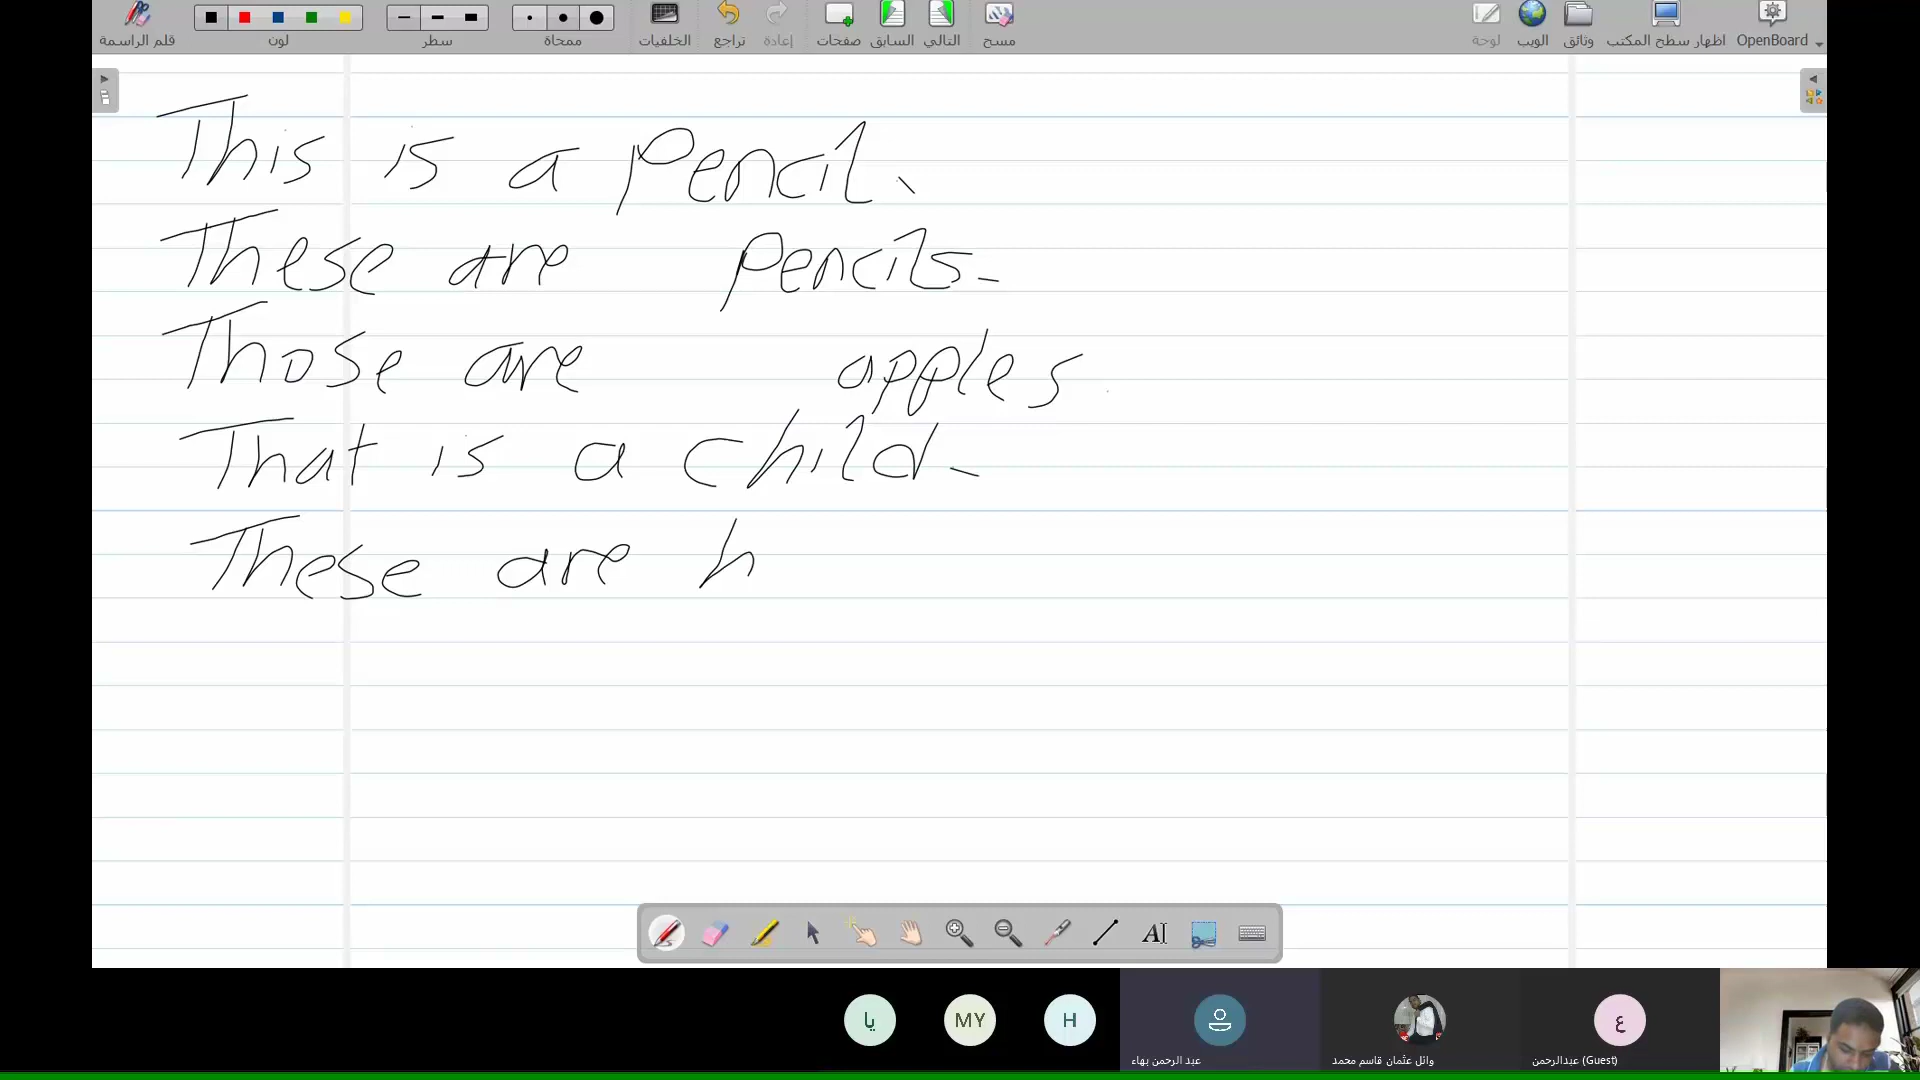 قلم الراسمة
لون
سطر
ممحاة
الخلفيات
تراجع
إعادة
صفحات
السابق
التالي
مسح
لوحة
الويب
وثائق
اظهار سطح المكتب
OpenBoard
This is a Pencil.
These are pencils.
Those are apples.
That is a child.
These are h
يا
MY
H
ع
عبد الرحمن بهاء
وائل عثمان قاسم محمد
عبدالرحمن (Guest)